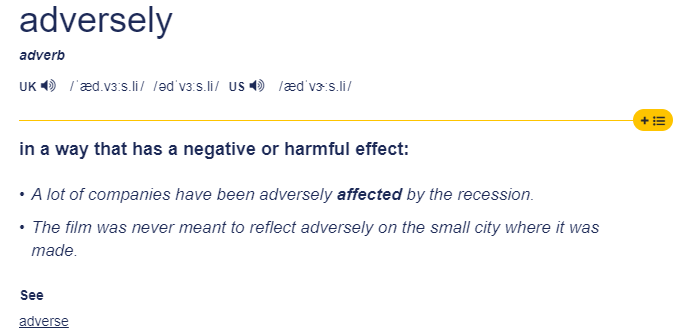 adversely
adverb
UK /ˈæd.vɜːs.li/ /ədˈvɜːs.li/ US /ædˈvɝː.s.li/
in a way that has a negative or harmful effect:
• A lot of companies have been adversely affected by the recession.
• The film was never meant to reflect adversely on the small city where it was
made.
See
adverse